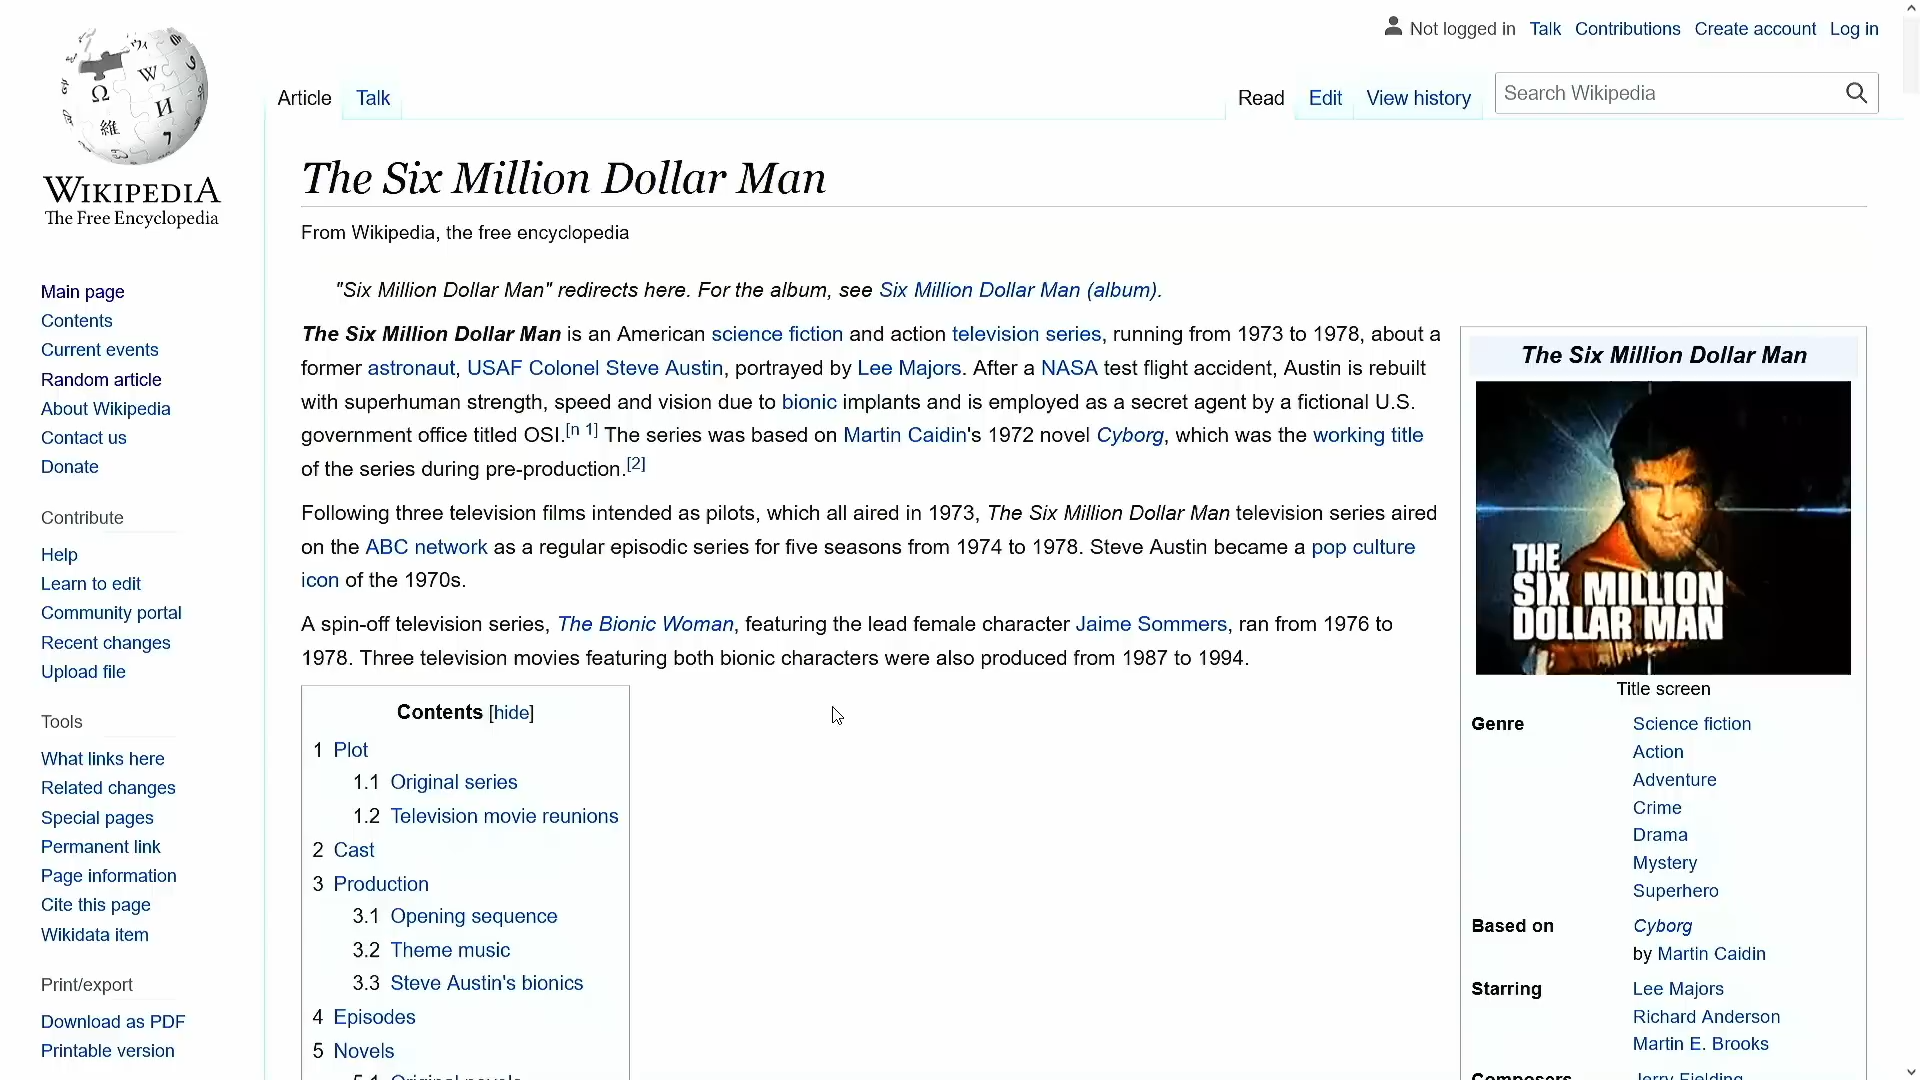 Not logged in Talk Contributions Create account Log in
Article Talk Read Edit View history Search Wikipedia
WIKIPEDIA
The Free Encyclopedia
Main page
Contents
Current events
Random article
About Wikipedia
Contact us
Donate
Contribute
Help
Learn to edit
Community portal
Recent changes
Upload file
Tools
What links here
Related changes
Special pages
Permanent link
Page information
Cite this page
Wikidata item
Print/export
Download as PDF
Printable version
The Six Million Dollar Man
From Wikipedia, the free encyclopedia
"Six Million Dollar Man" redirects here. For the album, see Six Million Dollar Man (album).
The Six Million Dollar Man is an American science fiction and action television series, running from 1973 to 1978, about a
former astronaut, USAF Colonel Steve Austin, portrayed by Lee Majors. After a NASA test flight accident, Austin is rebuilt
with superhuman strength, speed and vision due to bionic implants and is employed as a secret agent by a fictional U.S.
government office titled OSI.[n 1] The series was based on Martin Caidin's 1972 novel Cyborg, which was the working title
of the series during pre-production.[2]
Following three television films intended as pilots, which all aired in 1973, The Six Million Dollar Man television series aired
on the ABC network as a regular episodic series for five seasons from 1974 to 1978. Steve Austin became a pop culture
icon of the 1970s.
A spin-off television series, The Bionic Woman, featuring the lead female character Jaime Sommers, ran from 1976 to
1978. Three television movies featuring both bionic characters were also produced from 1987 to 1994.
Contents [hide]
1 Plot
1.1 Original series
1.2 Television movie reunions
2 Cast
3 Production
3.1 Opening sequence
3.2 Theme music
3.3 Steve Austin's bionics
4 Episodes
5 Novels
The Six Million Dollar Man
THE
SIX MILLION
DOLLAR MAN
Title screen
Genre Science fiction
Action
Adventure
Crime
Drama
Mystery
Superhero
Based on Cyborg
by Martin Caidin
Starring Lee Majors
Richard Anderson
Martin E. Brooks